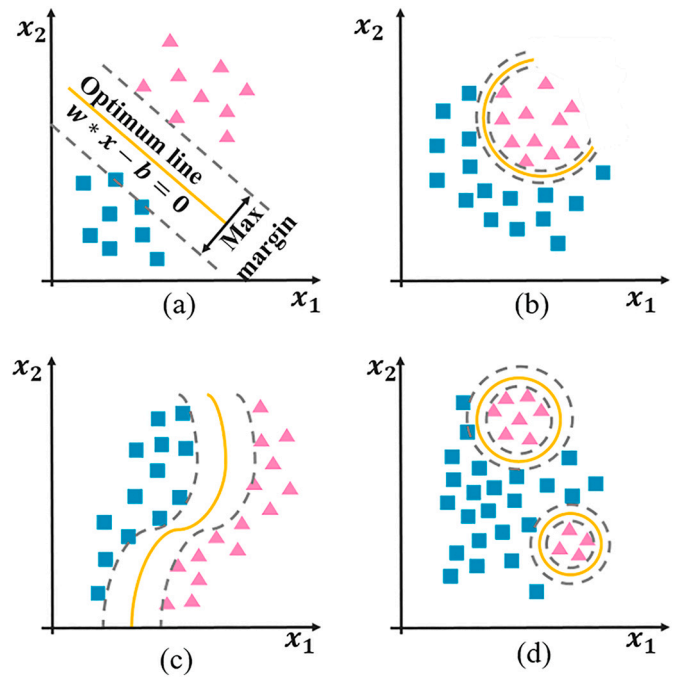 x₂
Optimum line
w * x − b = 0
Max
margin
x₁
(a)
x₂
x₁
(b)
x₂
x₁
(c)
x₂
x₁
(d)